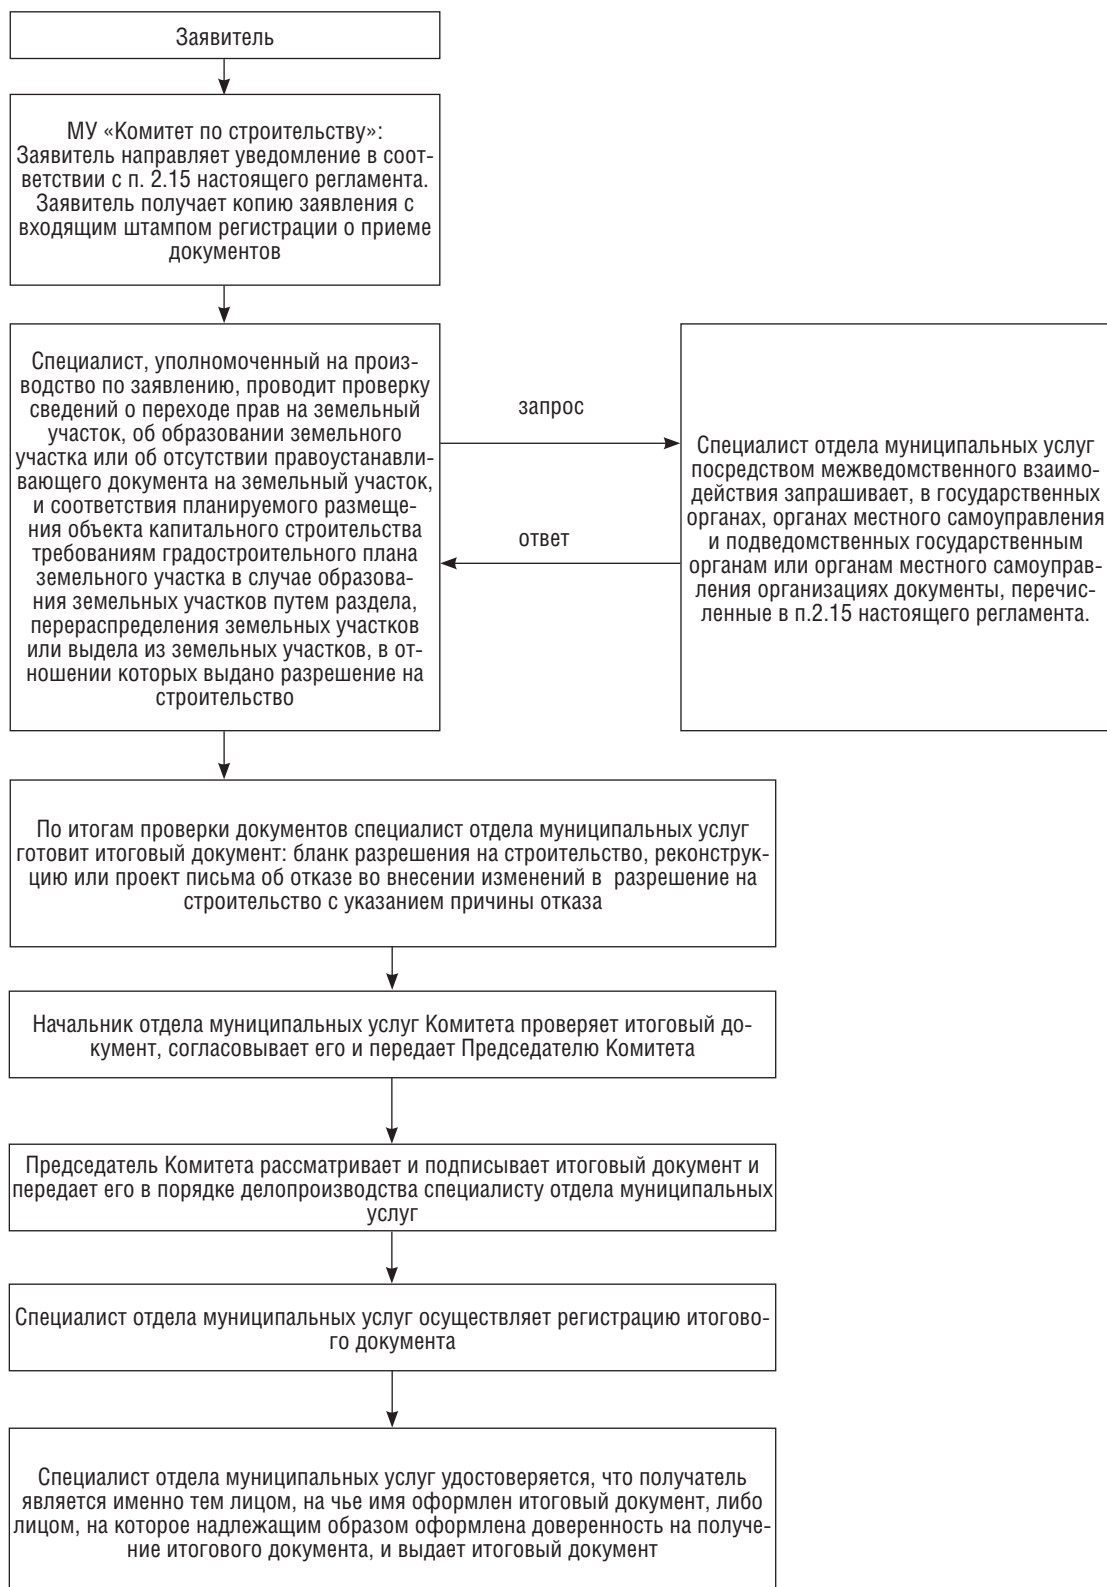 Заявитель
МУ «Комитет по строительству»:
Заявитель направляет уведомление в соот-
ветствии с п. 2.15 настоящего регламента.
Заявитель получает копию заявления с
входящим штампом регистрации о приеме
документов
Специалист, уполномоченный на произ-
водство по заявлению, проводит проверку
сведений о переходе прав на земельный
участок, об образовании земельного
участка или об отсутствии правоустанавли-
вающего документа на земельный участок,
и соответствия планируемого размеще-
ния объекта капитального строительства
требованиям градостроительного плана
земельного участка в случае образова-
ния земельных участков путем раздела,
перераспределения земельных участков
или выдела из земельных участков, в от-
ношении которых выдано разрешение на
строительство
запрос
ответ
Специалист отдела муниципальных услуг
посредством межведомственного взаимо-
действия запрашивает, в государственных
органах, органах местного самоуправления
и подведомственных государственным
органам или органам местного самоуправ-
ления организациях документы, перечис-
ленные в п.2.15 настоящего регламента.
По итогам проверки документов специалист отдела муниципальных услуг
готовит итоговый документ: бланк разрешения на строительство, реконструк-
цию или проект письма об отказе во внесении изменений в разрешение на
строительство с указанием причины отказа
Начальник отдела муниципальных услуг Комитета проверяет итоговый до-
кумент, согласовывает его и передает Председателю Комитета
Председатель Комитета рассматривает и подписывает итоговый документ и
передает его в порядке делопроизводства специалисту отдела муниципальных
услуг
Специалист отдела муниципальных услуг осуществляет регистрацию итогово-
го документа
Специалист отдела муниципальных услуг удостоверяется, что получатель
является именно тем лицом, на чье имя оформлен итоговый документ, либо
лицом, на которое надлежащим образом оформлена доверенность на получе-
ние итогового документа, и выдает итоговый документ